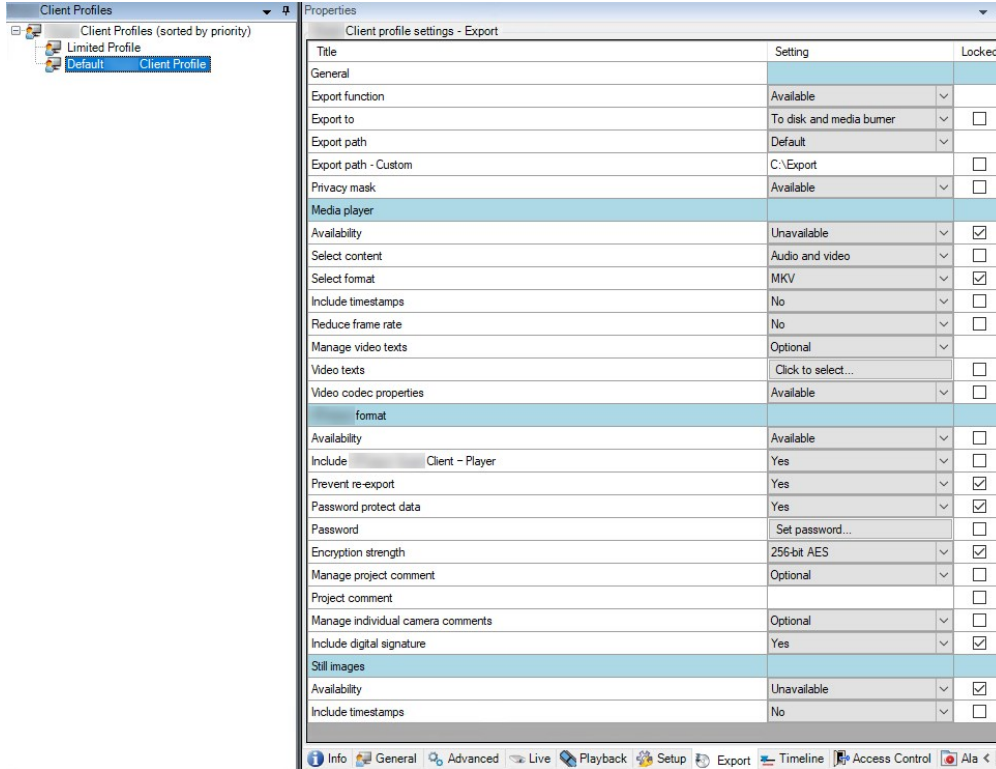 Client Profiles
Client Profiles (sorted by priority)
Limited Profile
Default Client Profile
Properties
Client profile settings - Export
Title Setting Locked
General
Export function Available
Export to To disk and media burner
Export path Default
Export path - Custom C:\Export
Privacy mask Available
Media player
Availability Unavailable
Select content Audio and video
Select format MKV
Include timestamps No
Reduce frame rate No
Manage video texts Optional
Video texts Click to select...
Video codec properties Available
format
Availability Available
Include Client – Player Yes
Prevent re-export Yes
Password protect data Yes
Password Set password...
Encryption strength 256-bit AES
Manage project comment Optional
Project comment
Manage individual camera comments Optional
Include digital signature Yes
Still images
Availability Unavailable
Include timestamps No
Info General Advanced Live Playback Setup Export Timeline Access Control Ala